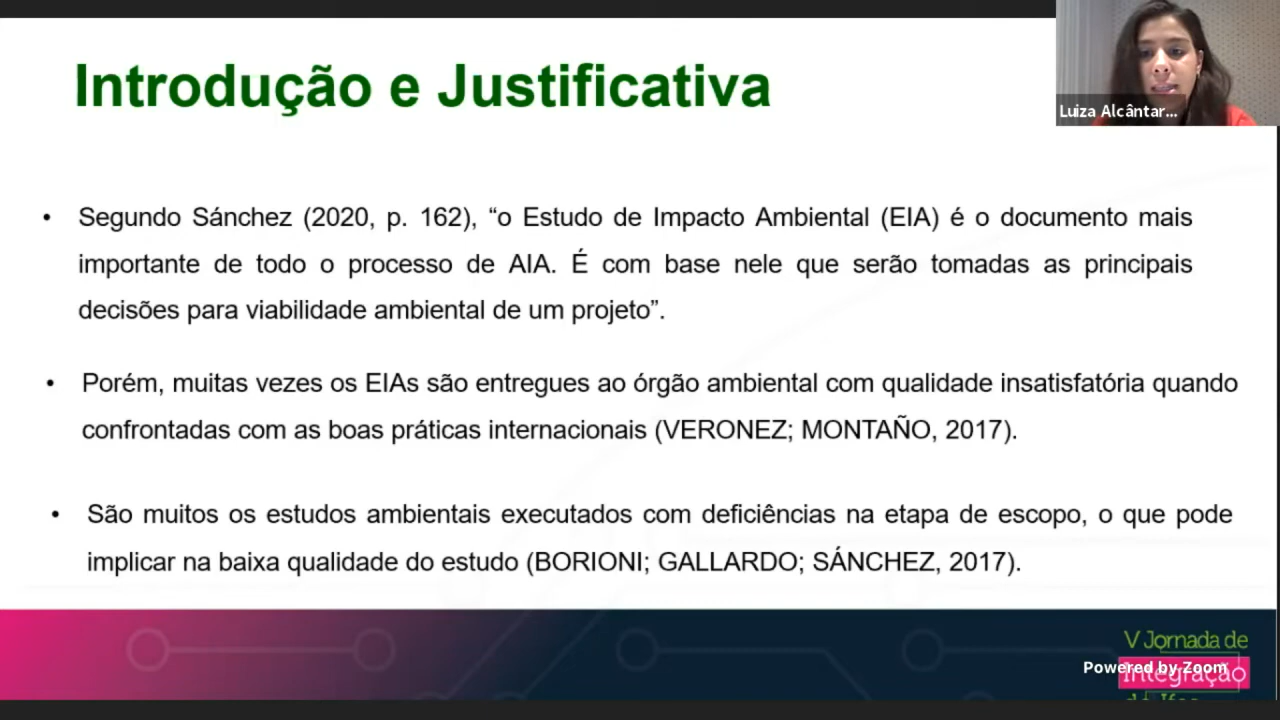 Introdução e Justificativa
Luiza Alcântar...
• Segundo Sánchez (2020, p. 162), “o Estudo de Impacto Ambiental (EIA) é o documento mais
importante de todo o processo de AIA. É com base nele que serão tomadas as principais
decisões para viabilidade ambiental de um projeto”.
• Porém, muitas vezes os EIAs são entregues ao órgão ambiental com qualidade insatisfatória quando
confrontadas com as boas práticas internacionais (VERONEZ; MONTAÑO, 2017).
• São muitos os estudos ambientais executados com deficiências na etapa de escopo, o que pode
implicar na baixa qualidade do estudo (BORIONI; GALLARDO; SÁNCHEZ, 2017).
V Jornada de
Powered by Zoom
Integração